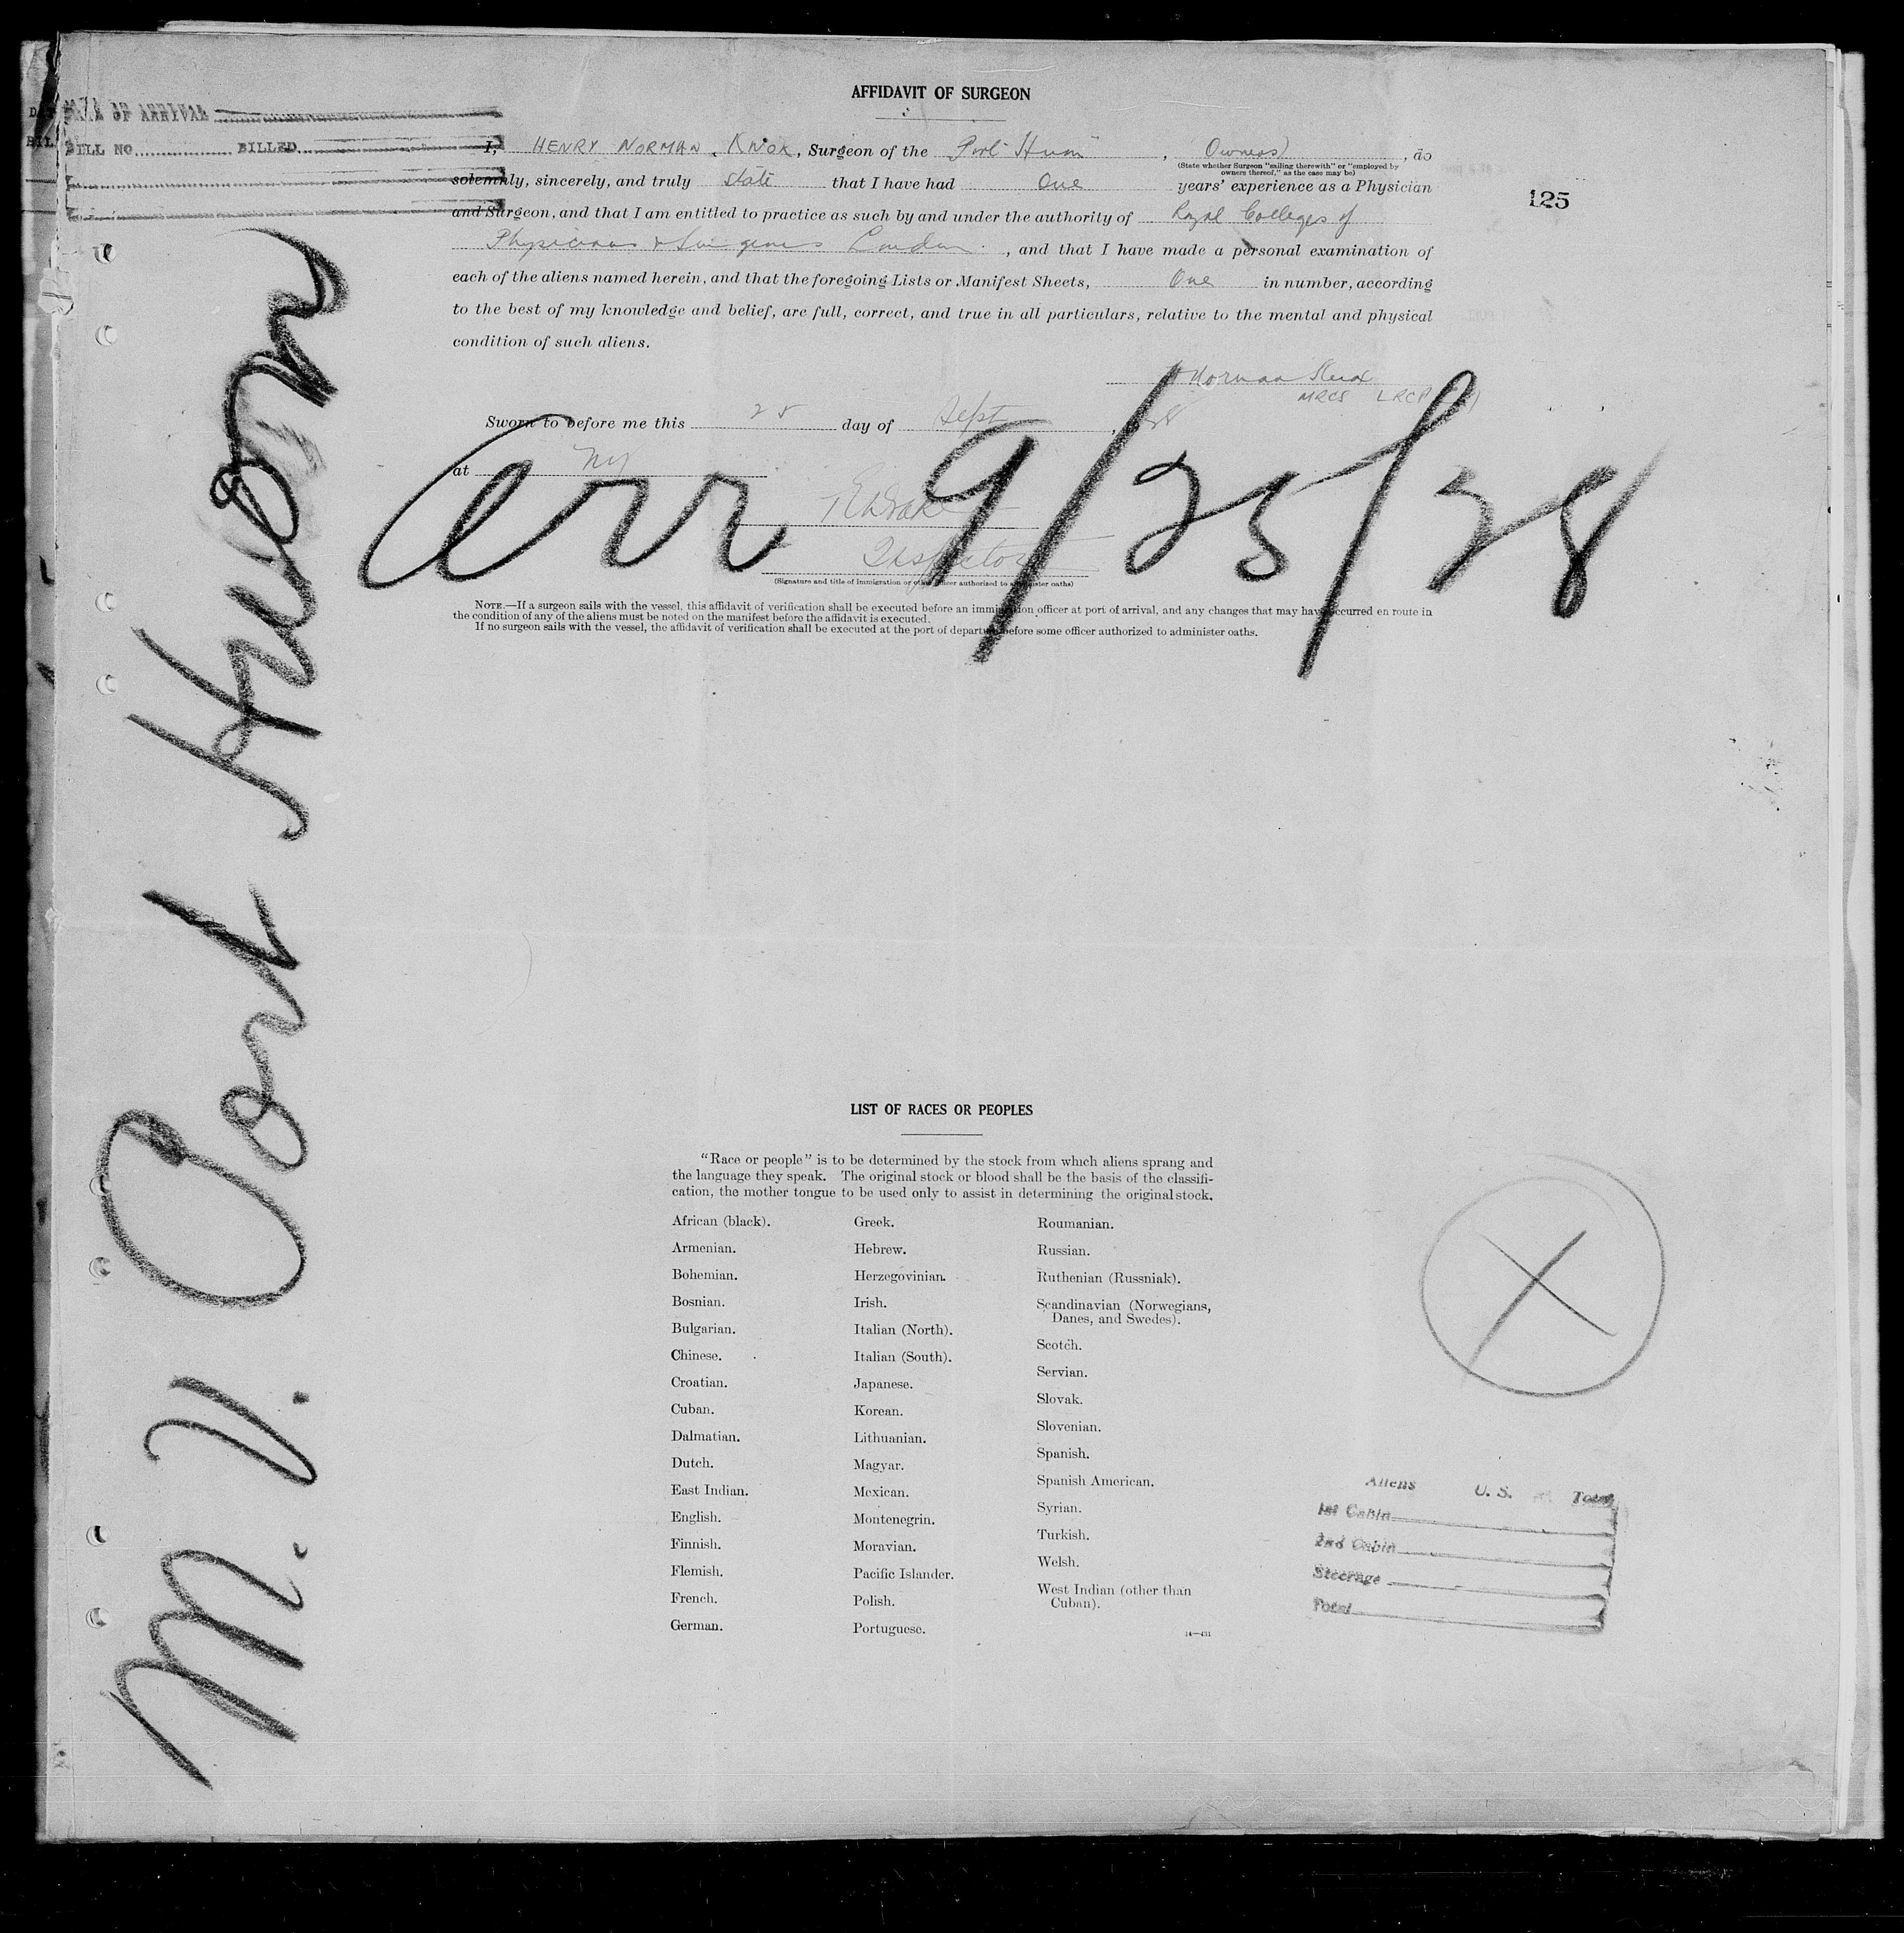 AFFIDAVIT OF SURGEON
DATE OF ARRIVAL
BILL NO. BILLED
125
I, HENRY NORMAN KNOX, Surgeon of the Port Huon, Owners), do
(State whether Surgeon "sailing therewith" or "employed by
owners thereof," as the case may be)
solemnly, sincerely, and truly state that I have had One years' experience as a Physician
and Surgeon, and that I am entitled to practice as such by and under the authority of Royal Colleges of
Physicians & Surgeons London., and that I have made a personal examination of
each of the aliens named herein, and that the foregoing Lists or Manifest Sheets, One in number, according
to the best of my knowledge and belief, are full, correct, and true in all particulars, relative to the mental and physical
condition of such aliens.
H Norman Knox
MRCS LRCP
Sworn to before me this 25 day of Sept, 38
at NY
Inspector
(Signature and title of immigration or other officer authorized to administer oaths)
arr 9/25/38
NOTE.—If a surgeon sails with the vessel, this affidavit of verification shall be executed before an immigration officer at port of arrival, and any changes that may have occurred en route in
the condition of any of the aliens must be noted on the manifest before the affidavit is executed.
If no surgeon sails with the vessel, the affidavit of verification shall be executed at the port of departure before some officer authorized to administer oaths.
M. V. Port Huon
LIST OF RACES OR PEOPLES
"Race or people" is to be determined by the stock from which aliens sprang and
the language they speak. The original stock or blood shall be the basis of the classifi-
cation, the mother tongue to be used only to assist in determining the original stock.
African (black).
Armenian.
Bohemian.
Bosnian.
Bulgarian.
Chinese.
Croatian.
Cuban.
Dalmatian.
Dutch.
East Indian.
English.
Finnish.
Flemish.
French.
German.
Greek.
Hebrew.
Herzegovinian.
Irish.
Italian (North).
Italian (South).
Japanese.
Korean.
Lithuanian.
Magyar.
Mexican.
Montenegrin.
Moravian.
Pacific Islander.
Polish.
Portuguese.
Roumanian.
Russian.
Ruthenian (Russniak).
Scandinavian (Norwegians,
Danes, and Swedes).
Scotch.
Servian.
Slovak.
Slovenian.
Spanish.
Spanish American.
Syrian.
Turkish.
Welsh.
West Indian (other than
Cuban).
14—431
Aliens U. S. Total
1st Cabin
2nd Cabin
Steerage
Total